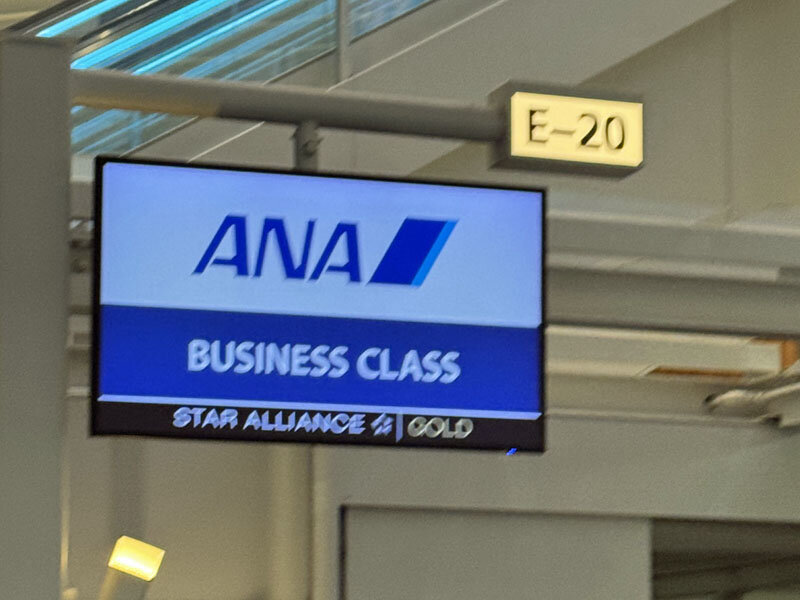 E-20
ANA
BUSINESS CLASS
STAR ALLIANCE GOLD